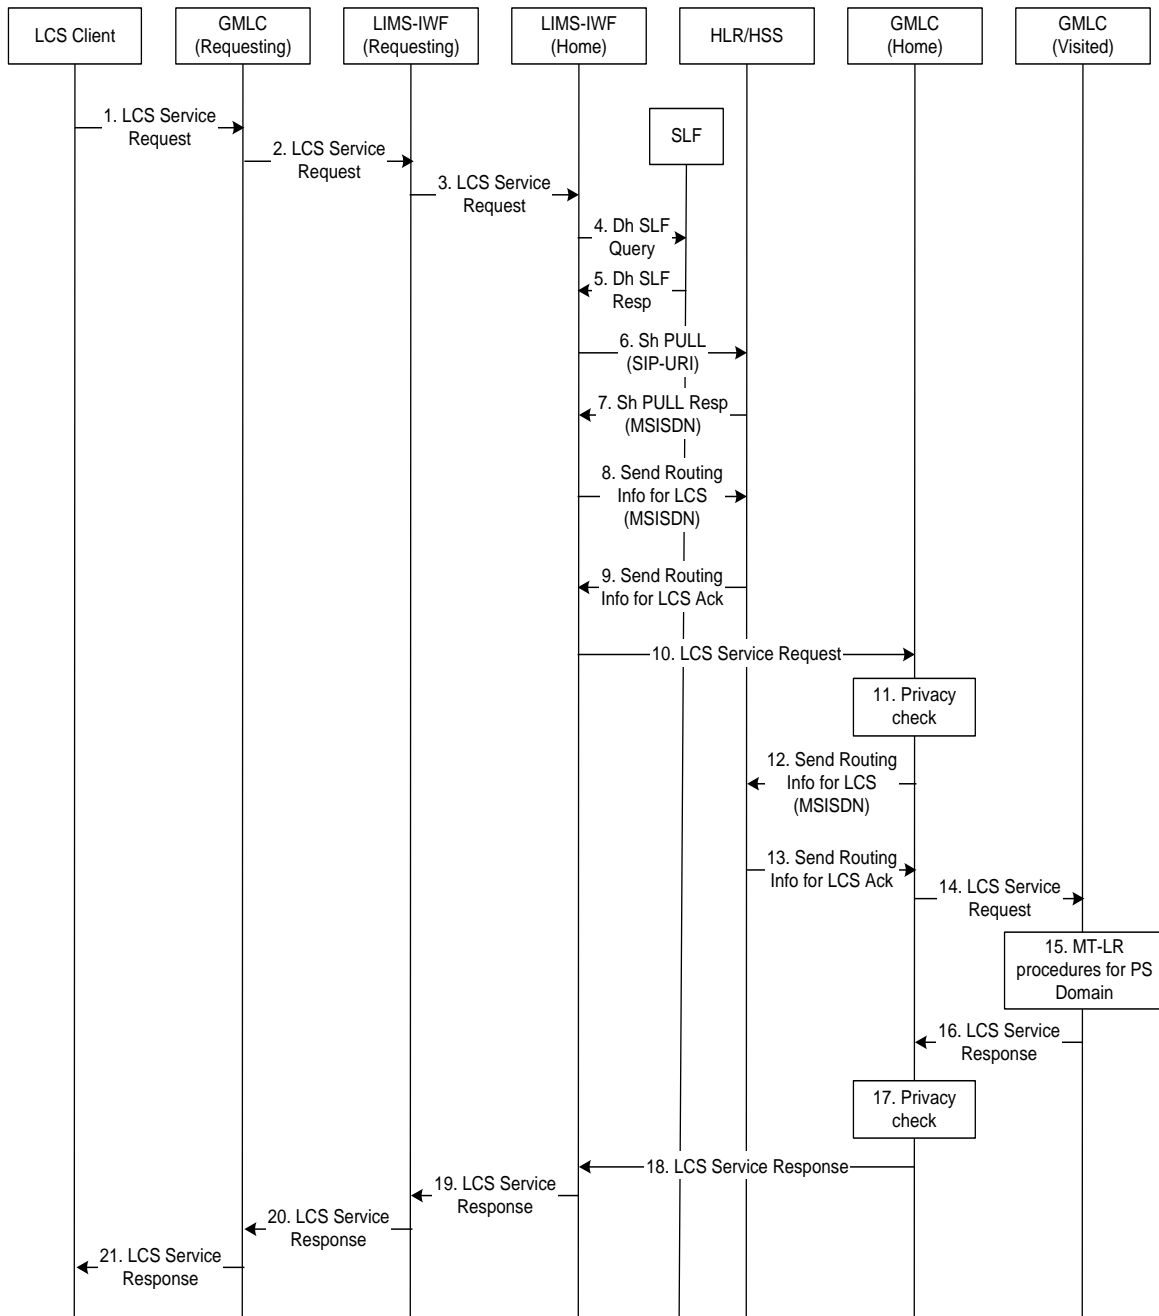 LCS Client
GMLC
(Requesting)
LIMS-IWF
(Requesting)
LIMS-IWF
(Home)
HLR/HSS
GMLC
(Home)
GMLC
(Visited)
1. LCS Service
Request
SLF
2. LCS Service
Request
3. LCS Service
Request
4. Dh SLF
Query
5. Dh SLF
Resp
6. Sh PULL
(SIP-URI)
7. Sh PULL Resp
(MSISDN)
8. Send Routing
Info for LCS
(MSISDN)
9. Send Routing
Info for LCS Ack
10. LCS Service Request
11. Privacy
check
12. Send Routing
Info for LCS
(MSISDN)
13. Send Routing
Info for LCS Ack
14. LCS Service
Request
15. MT-LR
procedures for PS
Domain
16. LCS Service
Response
17. Privacy
check
18. LCS Service Response
19. LCS Service
Response
20. LCS Service
Response
21. LCS Service
Response